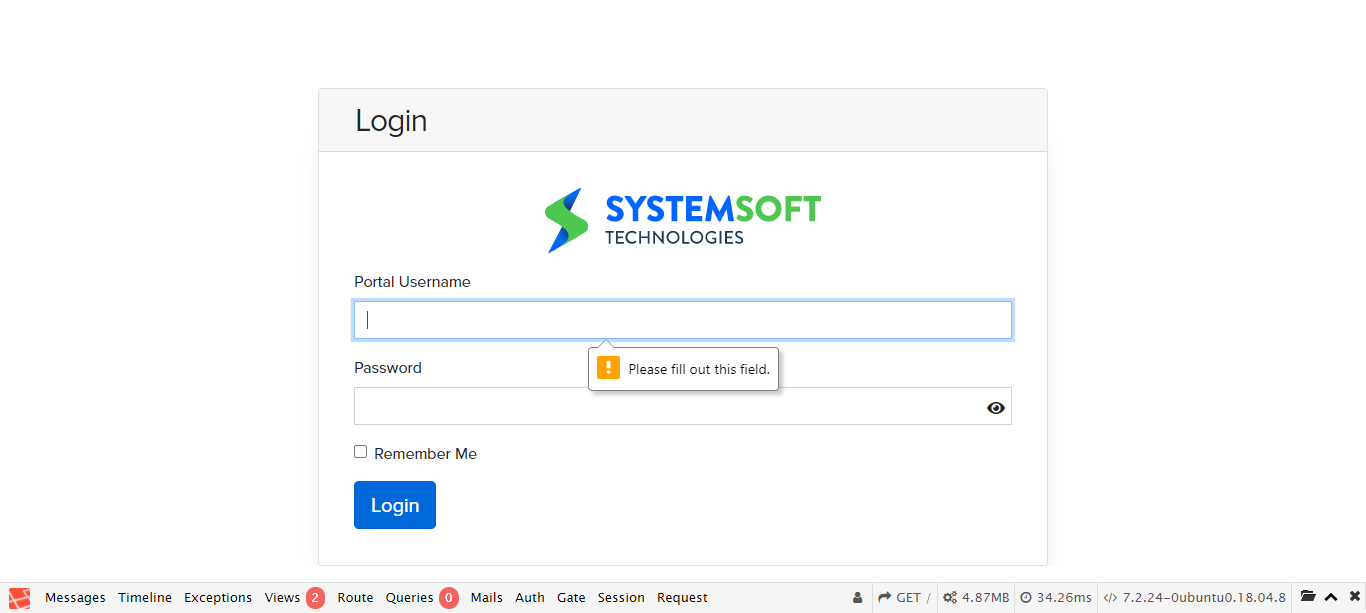 Login
SYSTEMSOFT
TECHNOLOGIES
Portal Username
Please fill out this field.
Password
Remember Me
Login
Messages Timeline Exceptions Views 2 Route Queries 0 Mails Auth Gate Session Request GET / 4.87MB 34.26ms 7.2.24-0ubuntu0.18.04.8